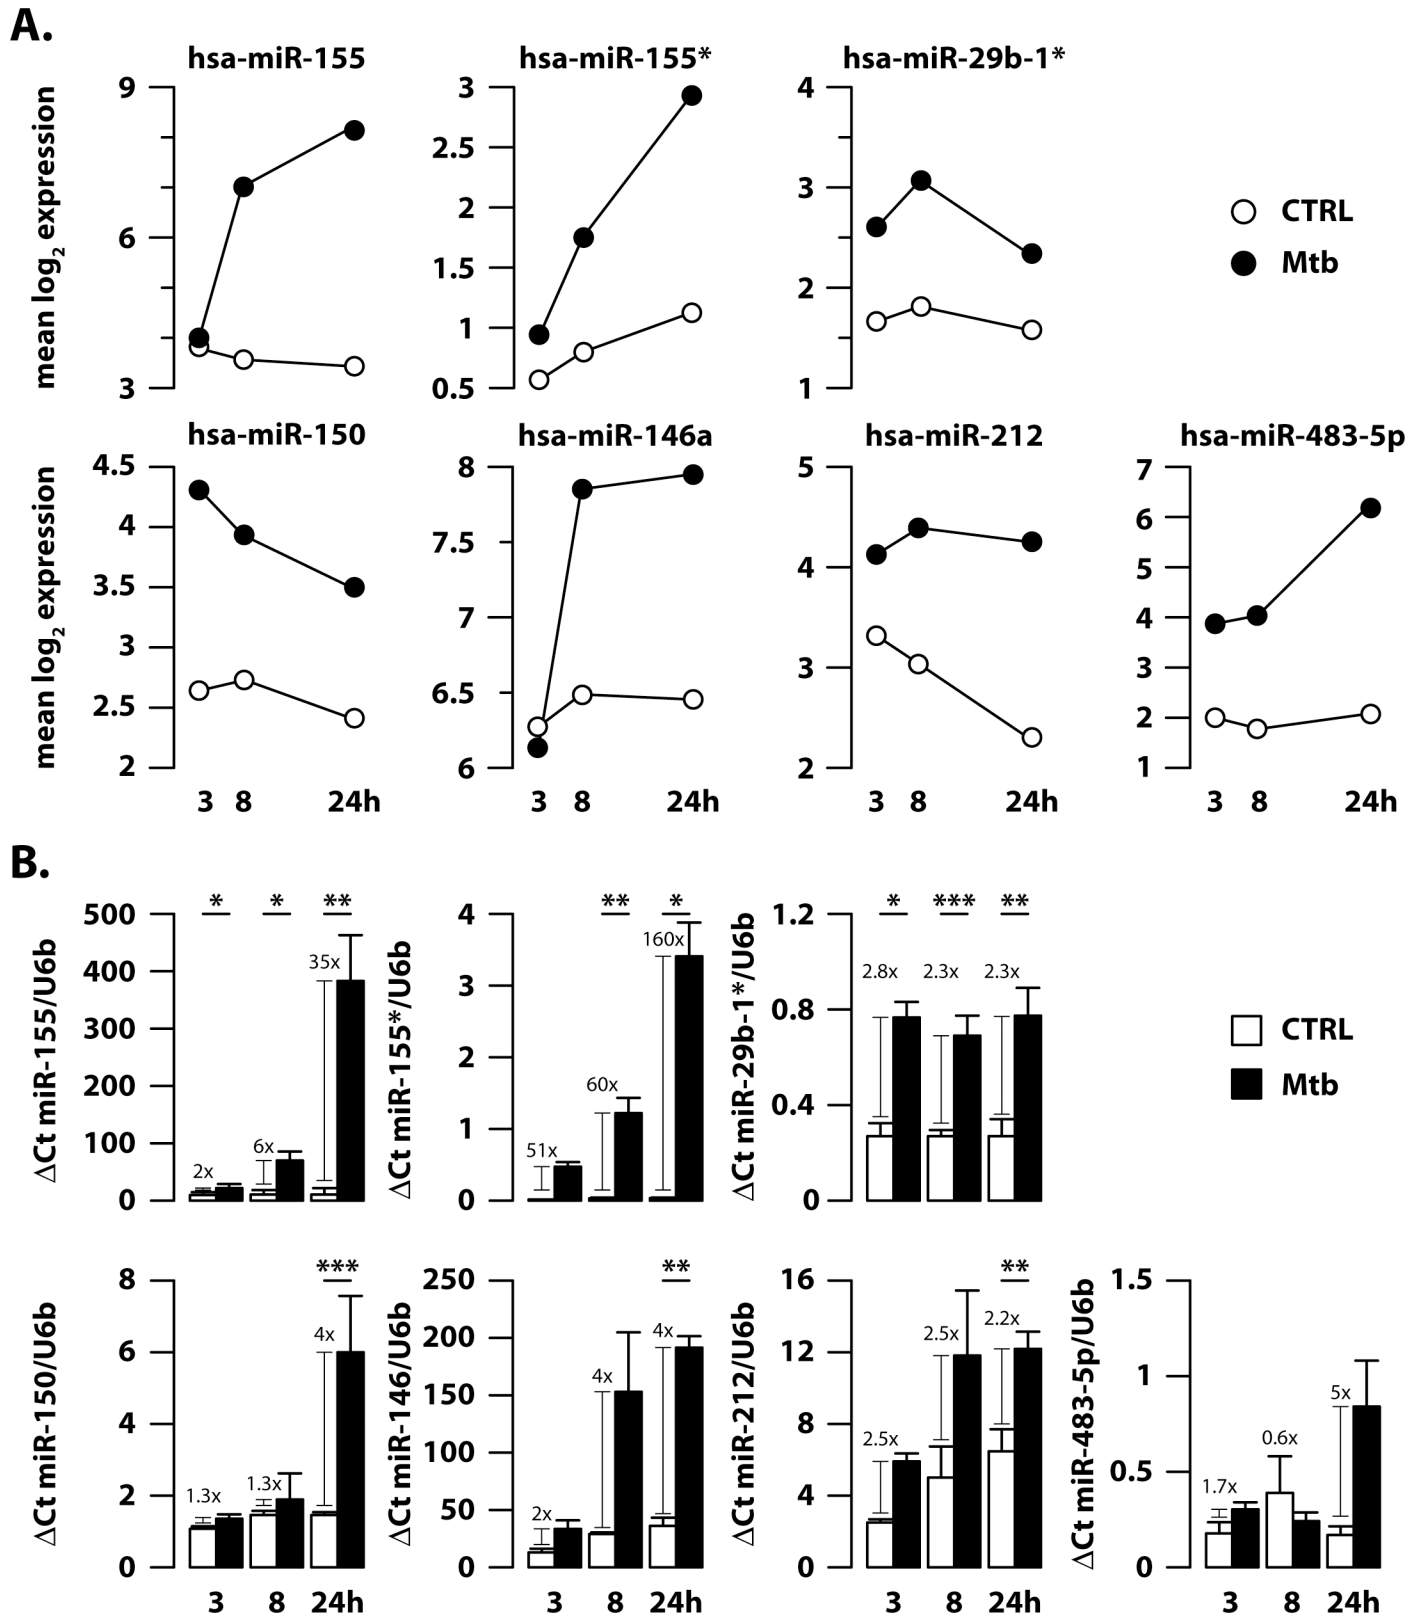 A.
hsa-miR-155
hsa-miR-155*
hsa-miR-29b-1*
mean log2 expression
9
6
3
3
2.5
2
1.5
1
0.5
4
3
2
1
CTRL
Mtb
hsa-miR-150
hsa-miR-146a
hsa-miR-212
hsa-miR-483-5p
mean log2 expression
4.5
4
3.5
3
2.5
2
8
7.5
7
6.5
6
5
4
3
2
7
6
5
4
3
2
1
3 8 24h
3 8 24h
3 8 24h
3 8 24h
B.
ΔCt miR-155/U6b
500
400
300
200
100
0
* * **
2x
6x
35x
ΔCt miR-155*/U6b
4
3
2
1
0
** *
51x
60x
160x
ΔCt miR-29b-1*/U6b
1.2
0.8
0.4
0
* *** **
2.8x
2.3x
2.3x
CTRL
Mtb
ΔCt miR-150/U6b
8
6
4
2
0
***
1.3x
1.3x
4x
3 8 24h
ΔCt miR-146/U6b
250
200
150
100
50
0
**
2x
4x
4x
3 8 24h
ΔCt miR-212/U6b
16
12
8
4
0
**
2.5x
2.5x
2.2x
3 8 24h
ΔCt miR-483-5p/U6b
1.5
1
0.5
0
1.7x
0.6x
5x
3 8 24h